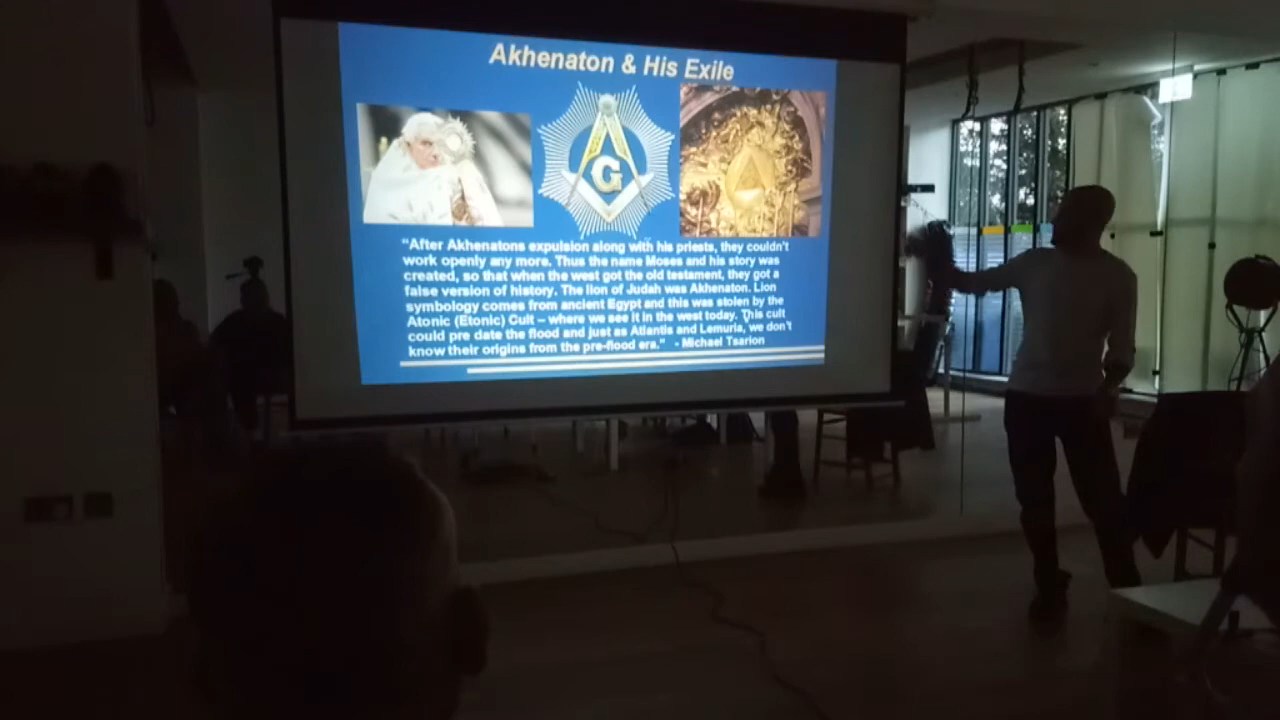 Akhenaton & His Exile
G
"After Akhenatons expulsion along with his priests, they couldn't
work openly any more. Thus the name Moses and his story was
created, so that when the west got the old testament, they got a
false version of history. The lion of Judah was Akhenaton. Lion
symbology comes from ancient Egypt and this was stolen by the
Atonic (Etonic) Cult – where we see it in the west today. This cult
could pre date the flood and just as Atlantis and Lemuria, we don't
know their origins from the pre-flood era." - Michael Tsarion